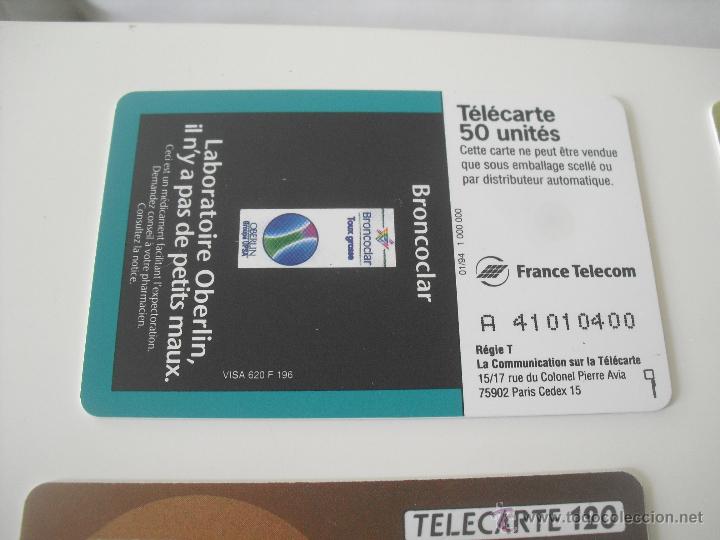 Télécarte
50 unités
Cette carte ne peut être vendue
que sous emballage scellé ou
par distributeur automatique.
01/94 1 000 000
France Telecom
A 41010400
Régie T
La Communication sur la Télécarte
15/17 rue du Colonel Pierre Avia
75902 Paris Cedex 15
Broncoclar
Broncoclar
Toux grasse
OBERLIN
groupe UPSA
Laboratoire Oberlin,
il n'y a pas de petits maux.
Ceci est un médicament facilitant l'expectoration.
Demandez conseil à votre pharmacien.
Consultez la notice.
VISA 620 F 196
TELECARTE 120
www.todocoleccion.net